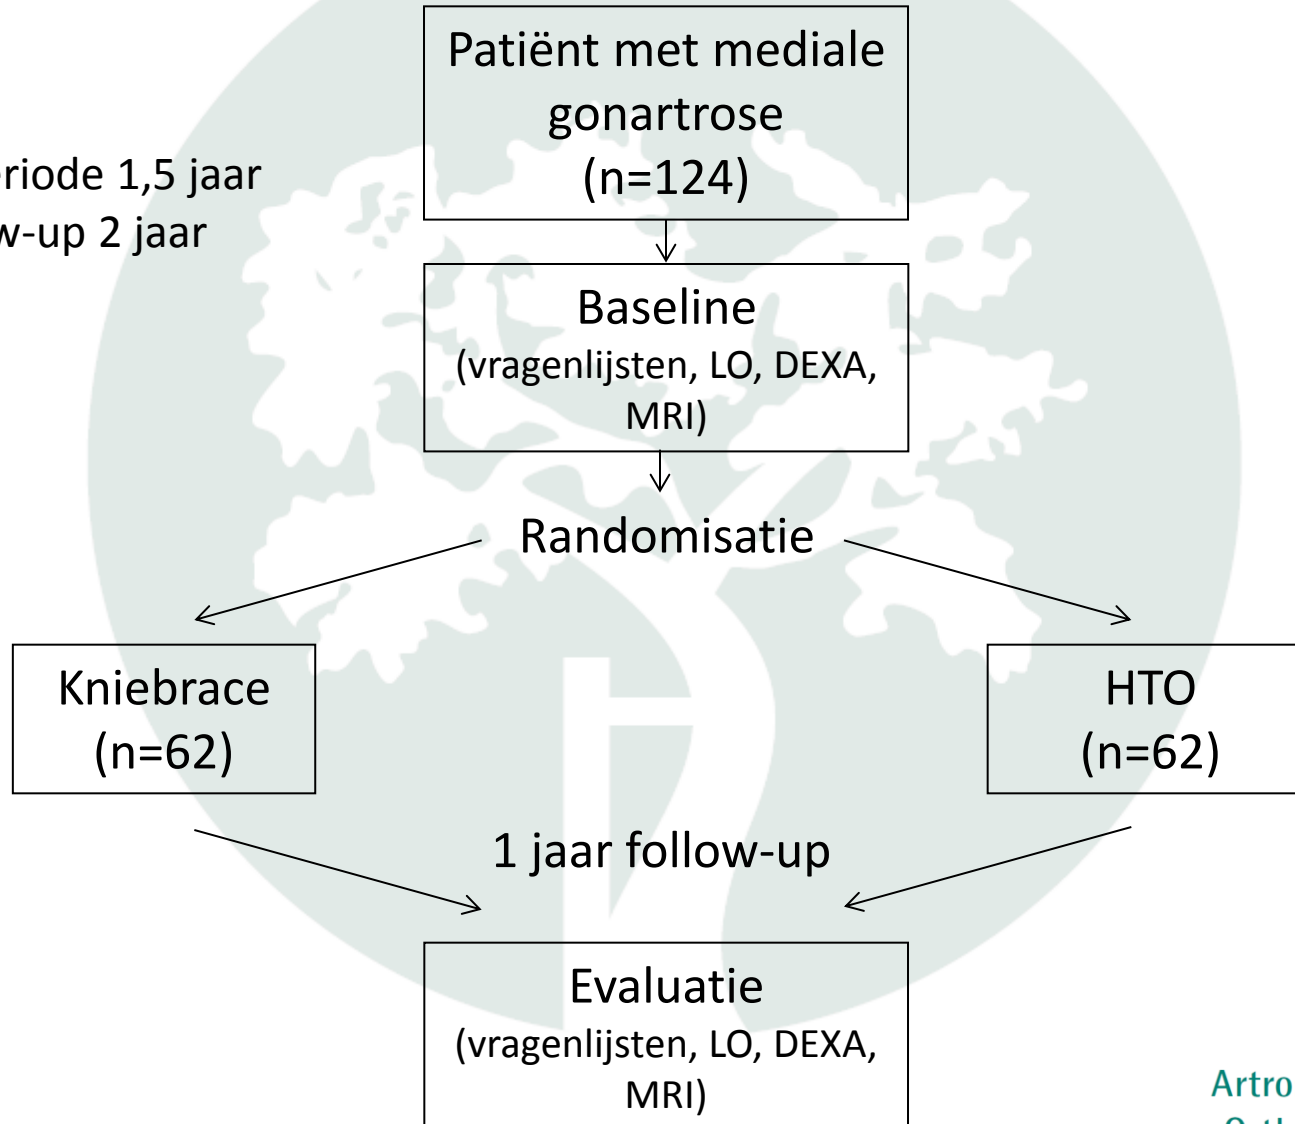 Patiënt met mediale
gonartrose
(n=124)
eriode 1,5 jaar
w-up 2 jaar
Baseline
(vragenlijsten, LO, DEXA,
MRI)
Randomisatie
Kniebrace
(n=62)
HTO
(n=62)
1 jaar follow-up
Evaluatie
(vragenlijsten, LO, DEXA,
MRI)
Artro